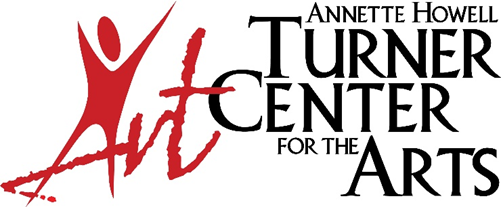 Art
ANNETTE HOWELL
TURNER
CENTER
FOR THE
ARTS